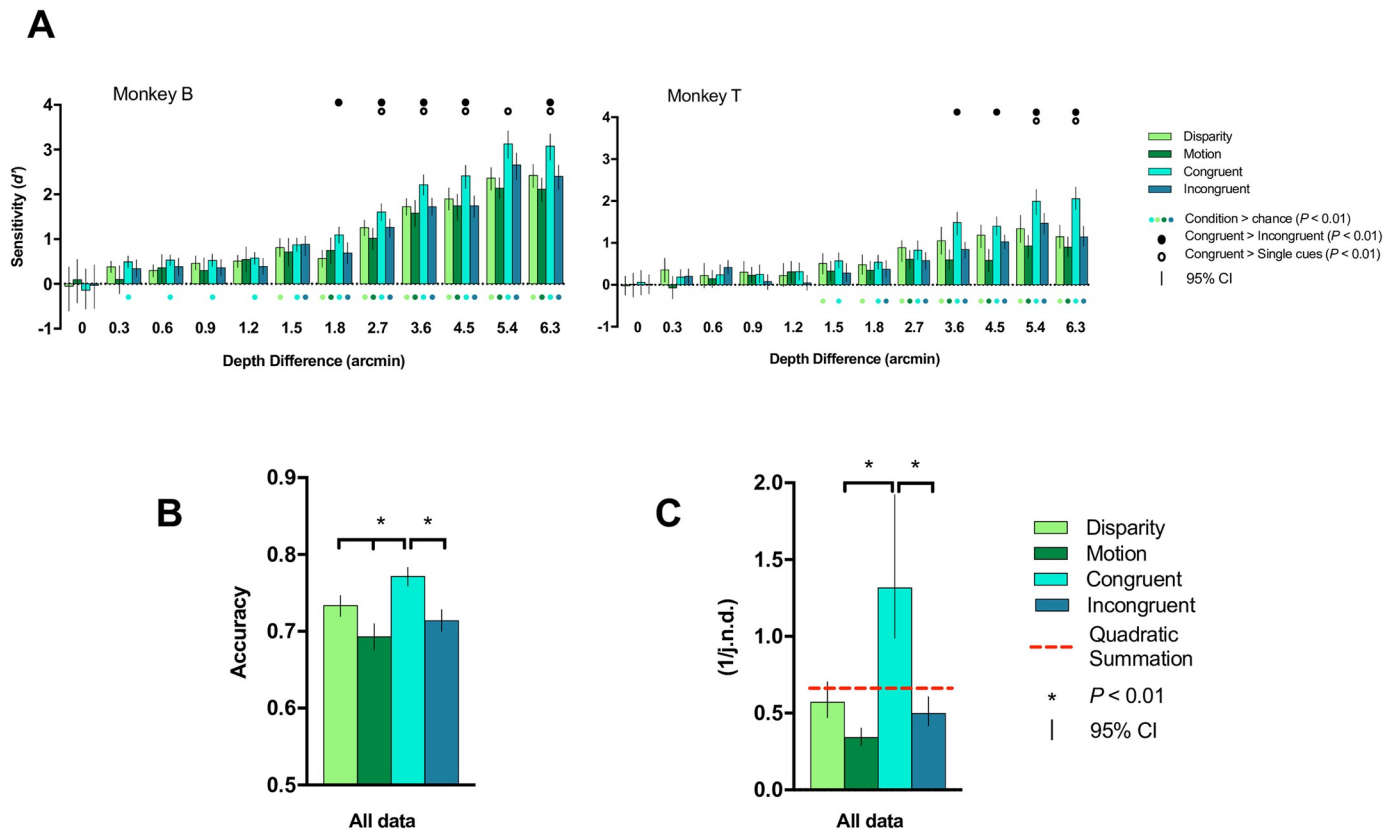 A
Monkey B
Sensitivity (d')
4
3
2
1
0
-1
0 0.3 0.6 0.9 1.2 1.5 1.8 2.7 3.6 4.5 5.4 6.3
Depth Difference (arcmin)
Monkey T
4
3
2
1
0
-1
0 0.3 0.6 0.9 1.2 1.5 1.8 2.7 3.6 4.5 5.4 6.3
Depth Difference (arcmin)
Disparity
Motion
Congruent
Incongruent
Condition > chance (P < 0.01)
Congruent > Incongruent (P < 0.01)
Congruent > Single cues (P < 0.01)
95% CI
B
Accuracy
0.9
0.8
0.7
0.6
0.5
* *
All data
C
(1/j.n.d.)
2.0
1.5
1.0
0.5
0.0
* *
All data
Disparity
Motion
Congruent
Incongruent
Quadratic
Summation
* P < 0.01
95% CI